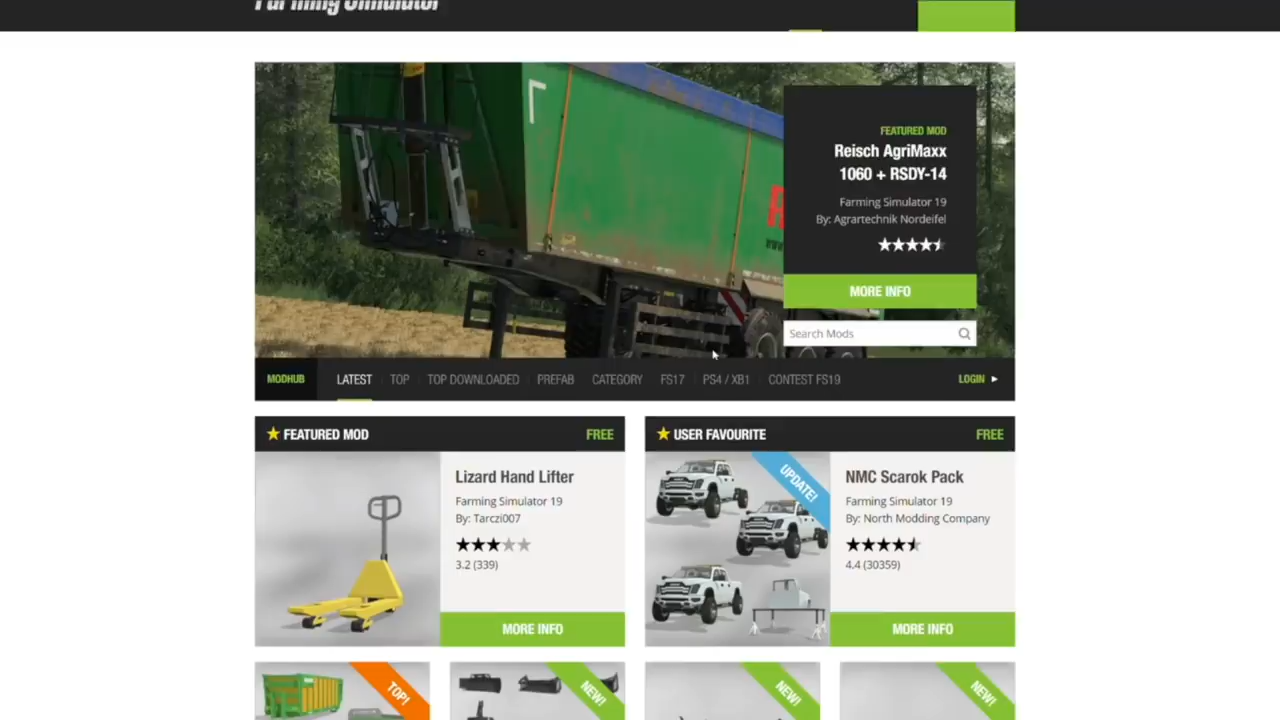 Farming Simulator
FEATURED MOD
Reisch AgriMaxx
1060 + RSDY-14
Farming Simulator 19
By: Agrartechnik Nordeifel
MORE INFO
Search Mods
MODHUB
LATEST
TOP
TOP DOWNLOADED
PREFAB
CATEGORY
FS17
PS4 / XB1
CONTEST FS19
LOGIN
FEATURED MOD
FREE
Lizard Hand Lifter
Farming Simulator 19
By: Tarczi007
3.2 (339)
MORE INFO
USER FAVOURITE
FREE
UPDATE!
NMC Scarok Pack
Farming Simulator 19
By: North Modding Company
4.4 (30359)
MORE INFO
TOP!
NEW!
NEW!
NEW!